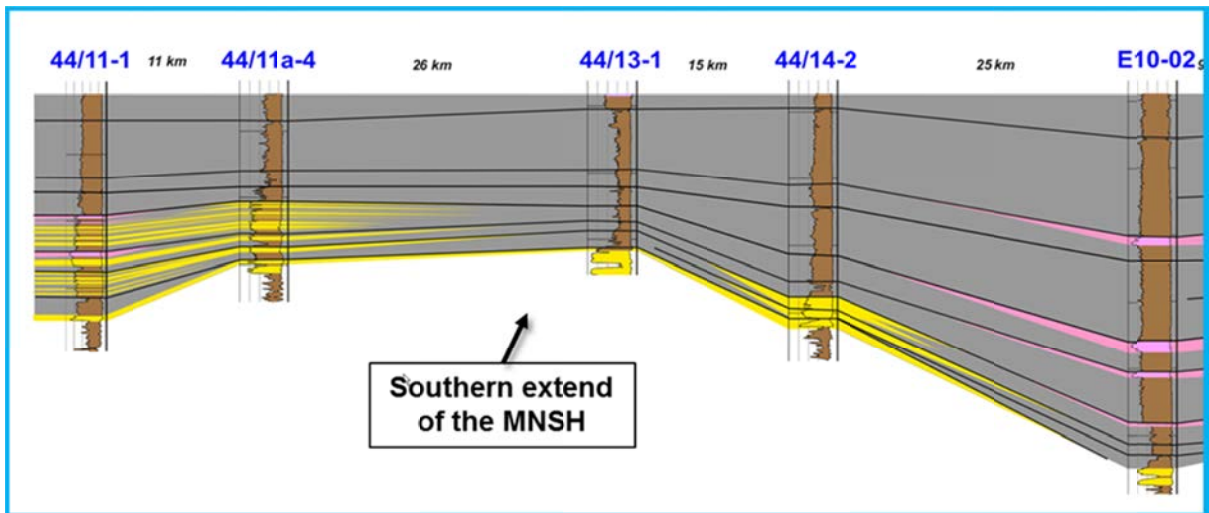 44/11-1 11 km 44/11a-4 26 km 44/13-1 15 km 44/14-2 25 km E10-02 9
Southern extend
of the MNSH